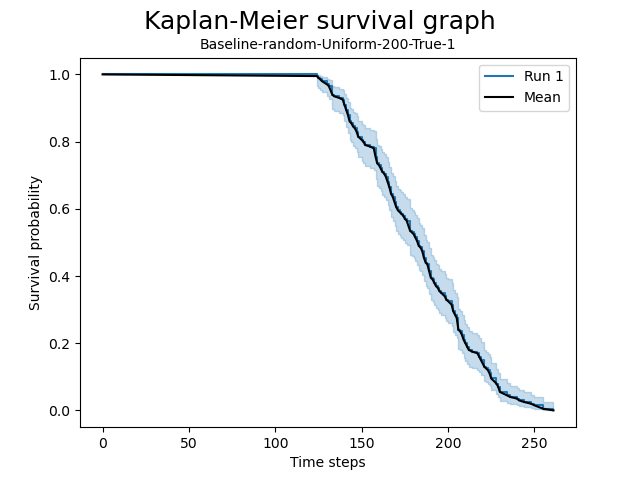 Kaplan-Meier survival graph
Baseline-random-Uniform-200-True-1
Run 1
Mean
Survival probability
1.0
0.8
0.6
0.4
0.2
0.0
0 50 100 150 200 250
Time steps